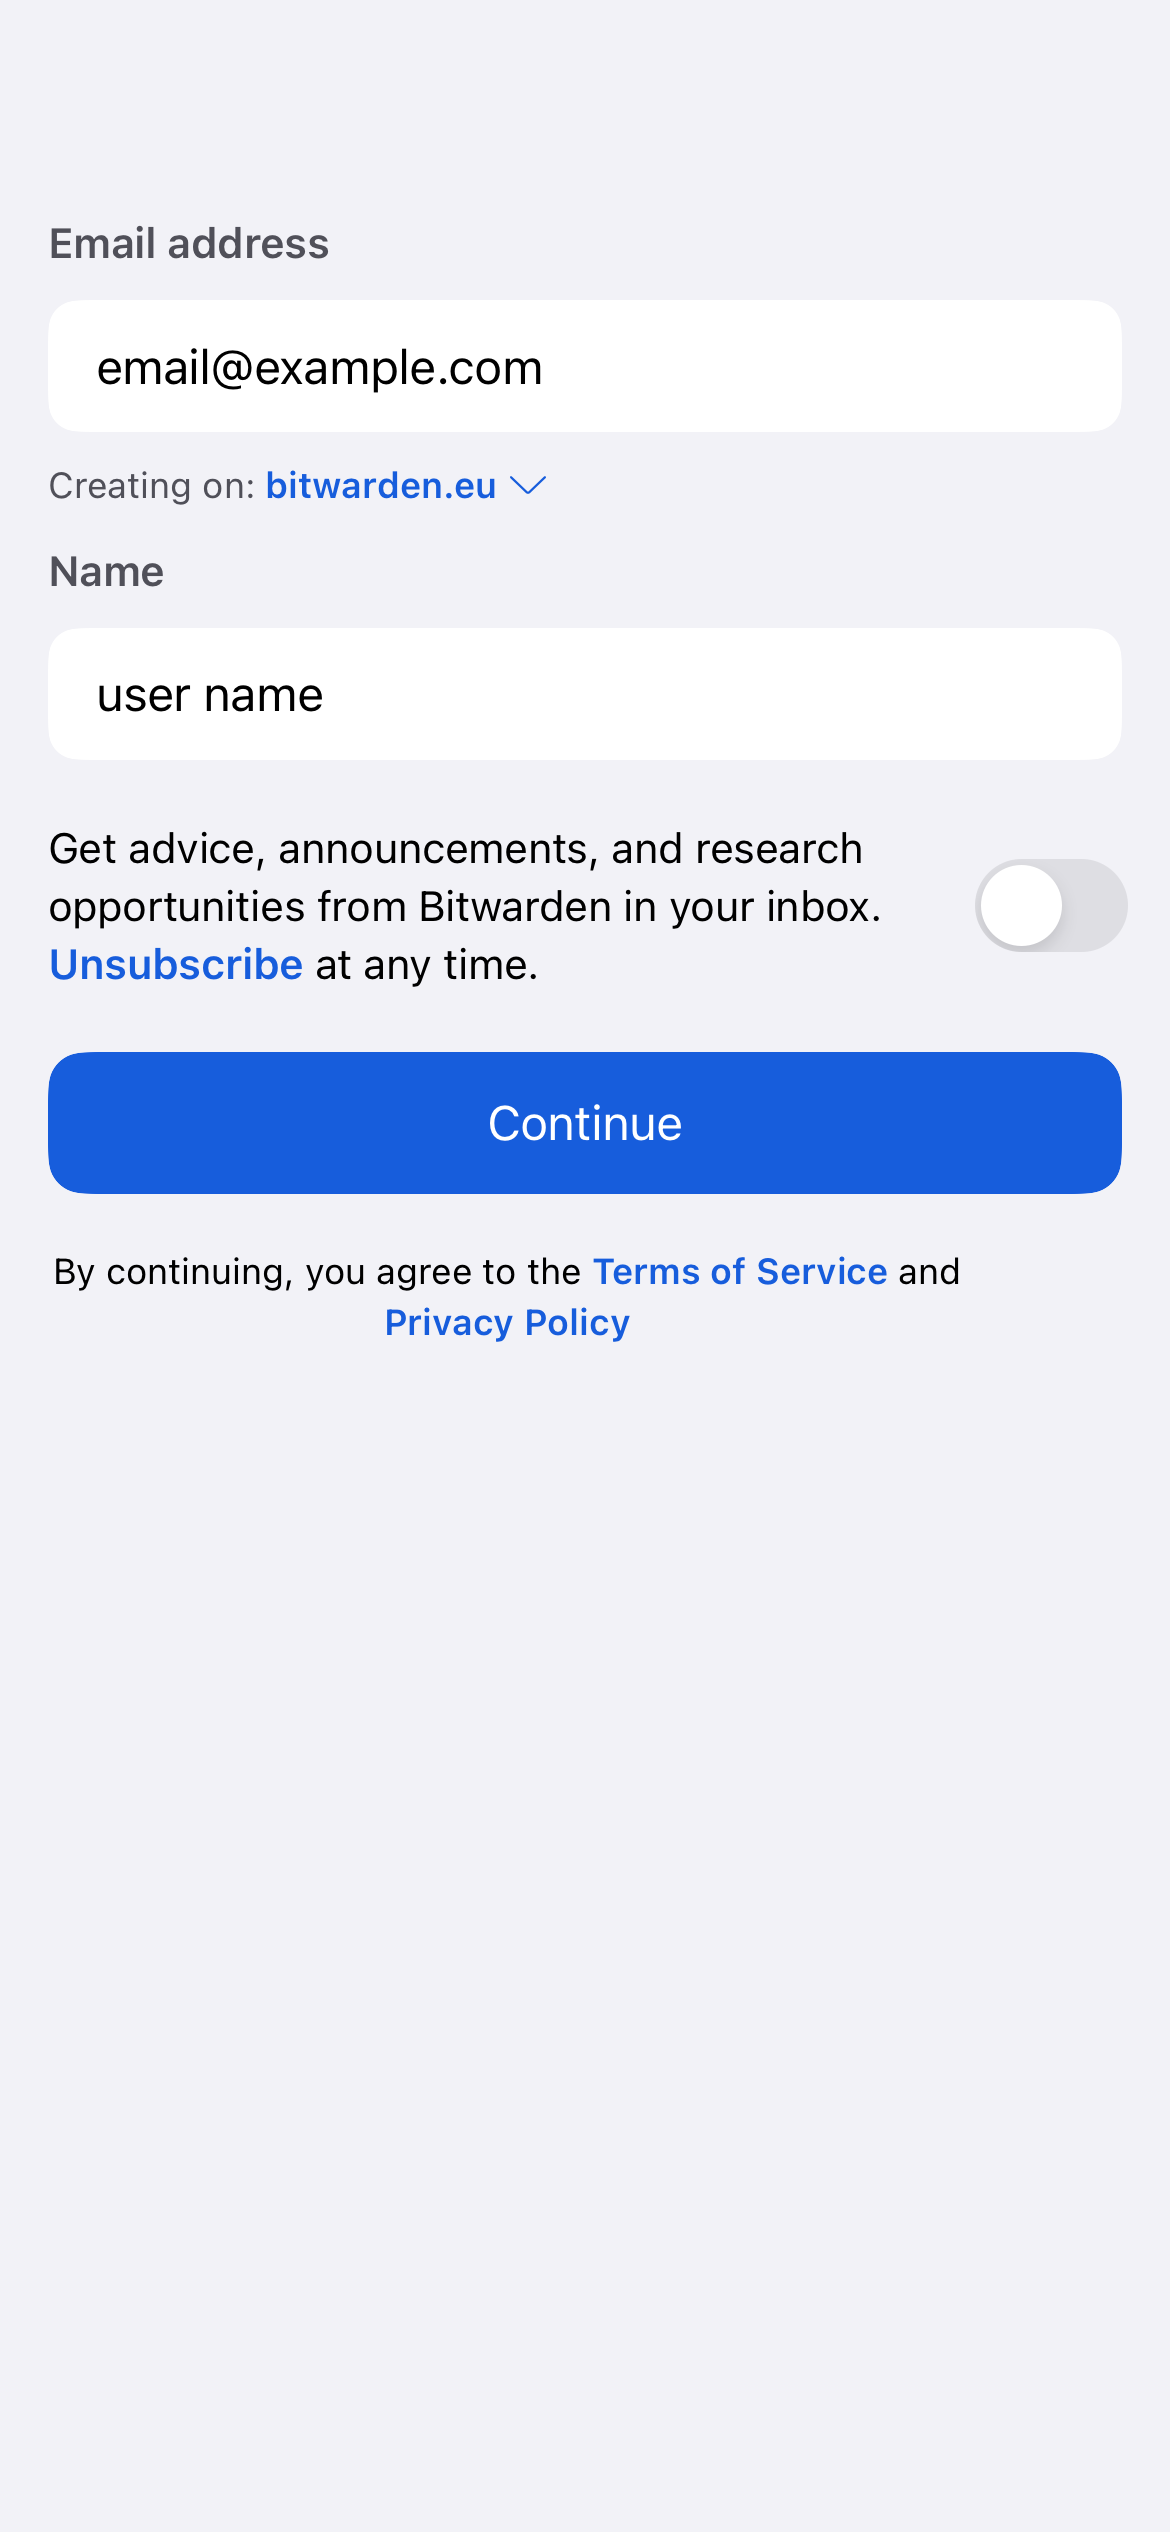 Email address
email@example.com
Creating on: bitwarden.eu
Name
user name
Get advice, announcements, and research
opportunities from Bitwarden in your inbox.
Unsubscribe at any time.
Continue
By continuing, you agree to the Terms of Service and
Privacy Policy